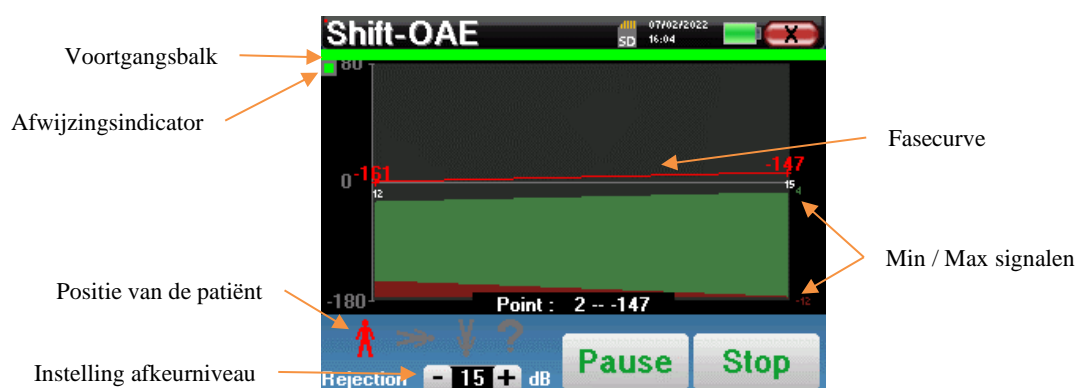 Shift-OAE
SD
07/02/2022
16:04
X
Voortgangsbalk
80
Afwijzingsindicator
Fasecurve
-161
-147
0
12
15
4
Min / Max signalen
Positie van de patiënt
-180
Point : 2 -- -147
-12
?
Pause
Stop
Instelling afkeurniveau
Rejection - 15 + dB